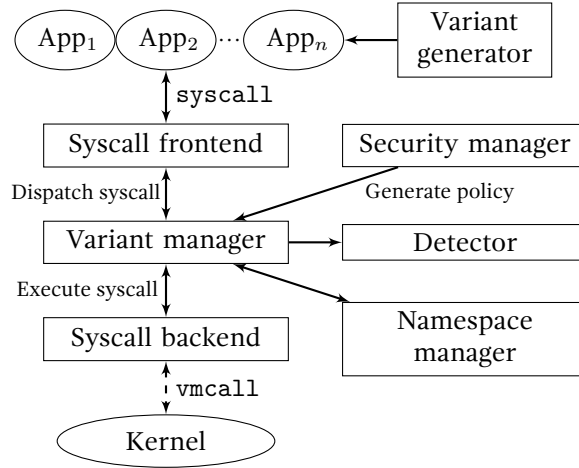 App₁ App₂ ··· Appₙ
Variant
generator
syscall
Syscall frontend
Security manager
Dispatch syscall
Generate policy
Variant manager
Detector
Execute syscall
Syscall backend
Namespace
manager
vmcall
Kernel